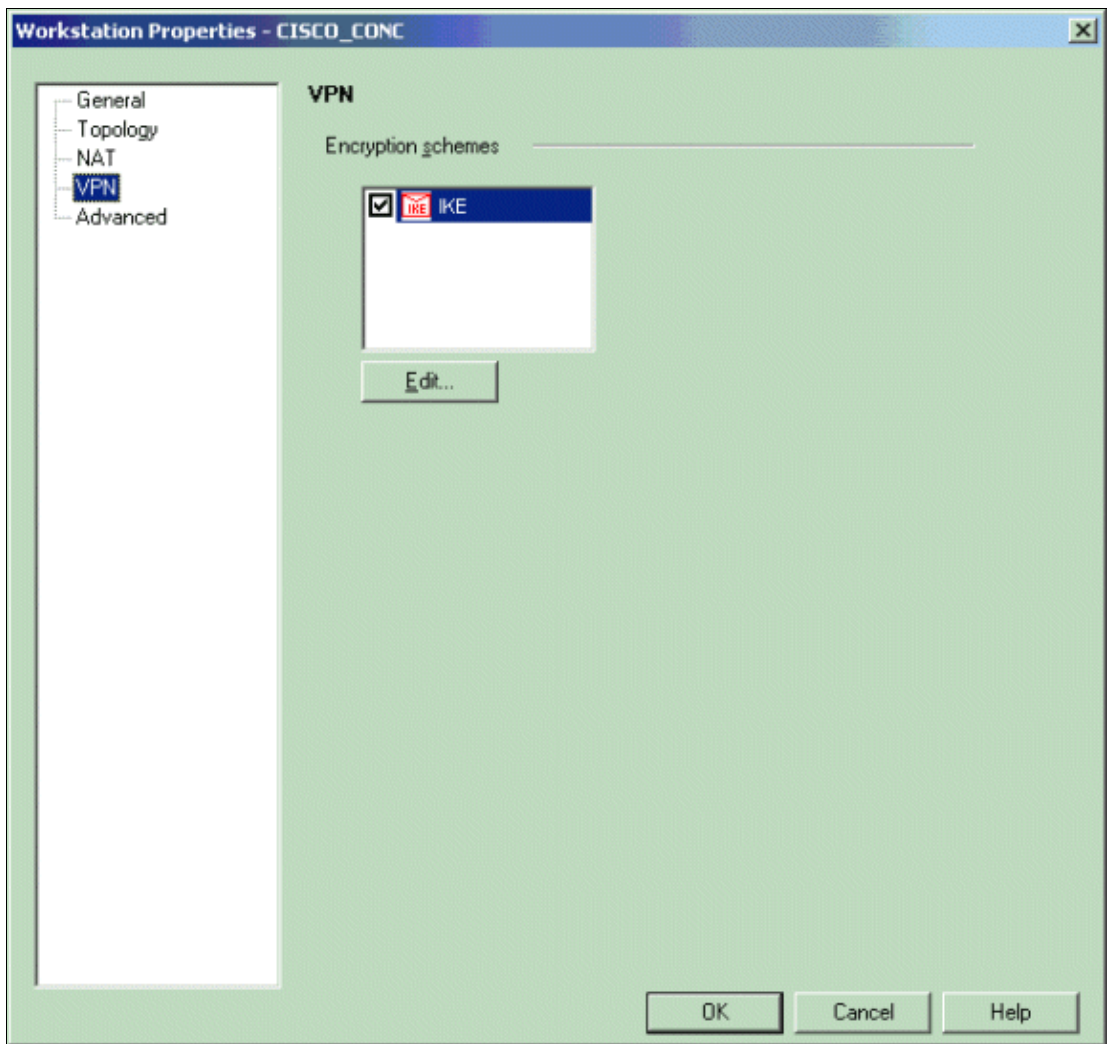 Workstation Properties - CISCO_CONC
General
Topology
NAT
VPN
Advanced
VPN
Encryption schemes
IKE IKE
Edit...
OK Cancel Help